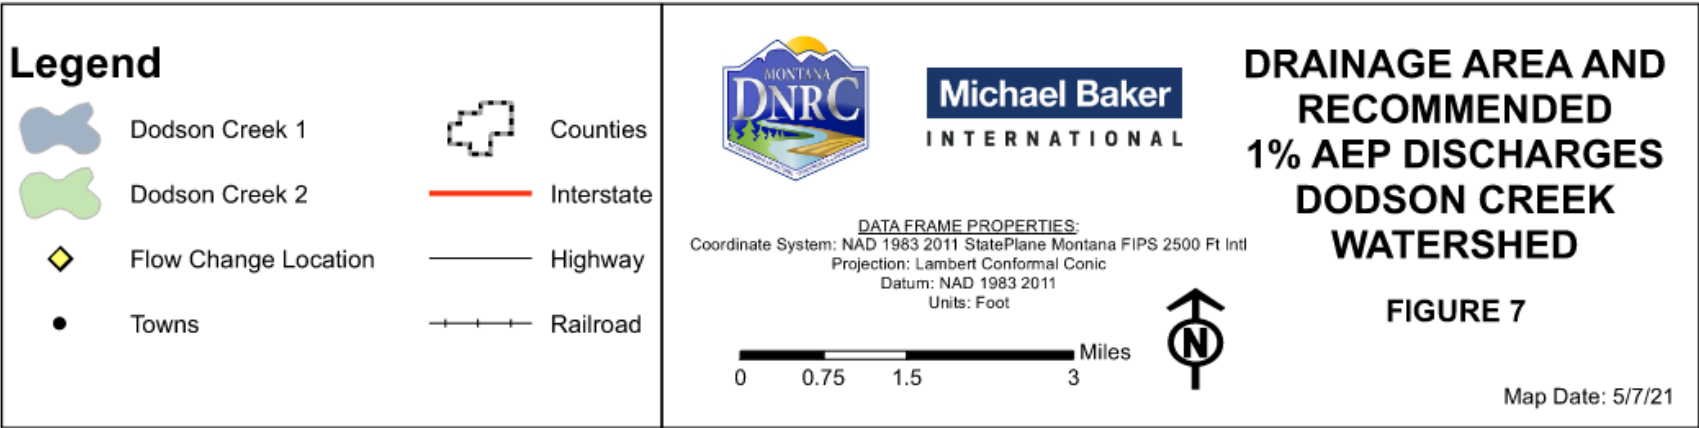 Legend
Dodson Creek 1
Dodson Creek 2
Flow Change Location
Towns
Counties
Interstate
Highway
Railroad
MONTANA
DNRC
Michael Baker
INTERNATIONAL
DATA FRAME PROPERTIES:
Coordinate System: NAD 1983 2011 StatePlane Montana FIPS 2500 Ft Intl
Projection: Lambert Conformal Conic
Datum: NAD 1983 2011
Units: Foot
Miles
0 0.75 1.5 3
N
DRAINAGE AREA AND
RECOMMENDED
1% AEP DISCHARGES
DODSON CREEK
WATERSHED
FIGURE 7
Map Date: 5/7/21